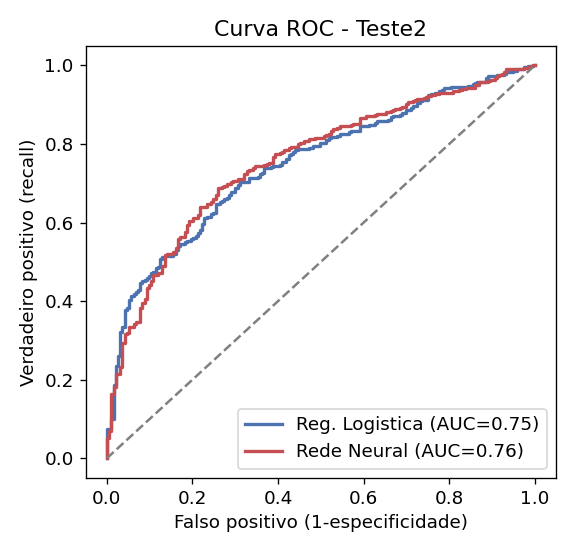 Curva ROC - Teste2
1.0
0.8
0.6
0.4
0.2
0.0
Verdadeiro positivo (recall)
Reg. Logistica (AUC=0.75)
Rede Neural (AUC=0.76)
0.0 0.2 0.4 0.6 0.8 1.0
Falso positivo (1-especificidade)